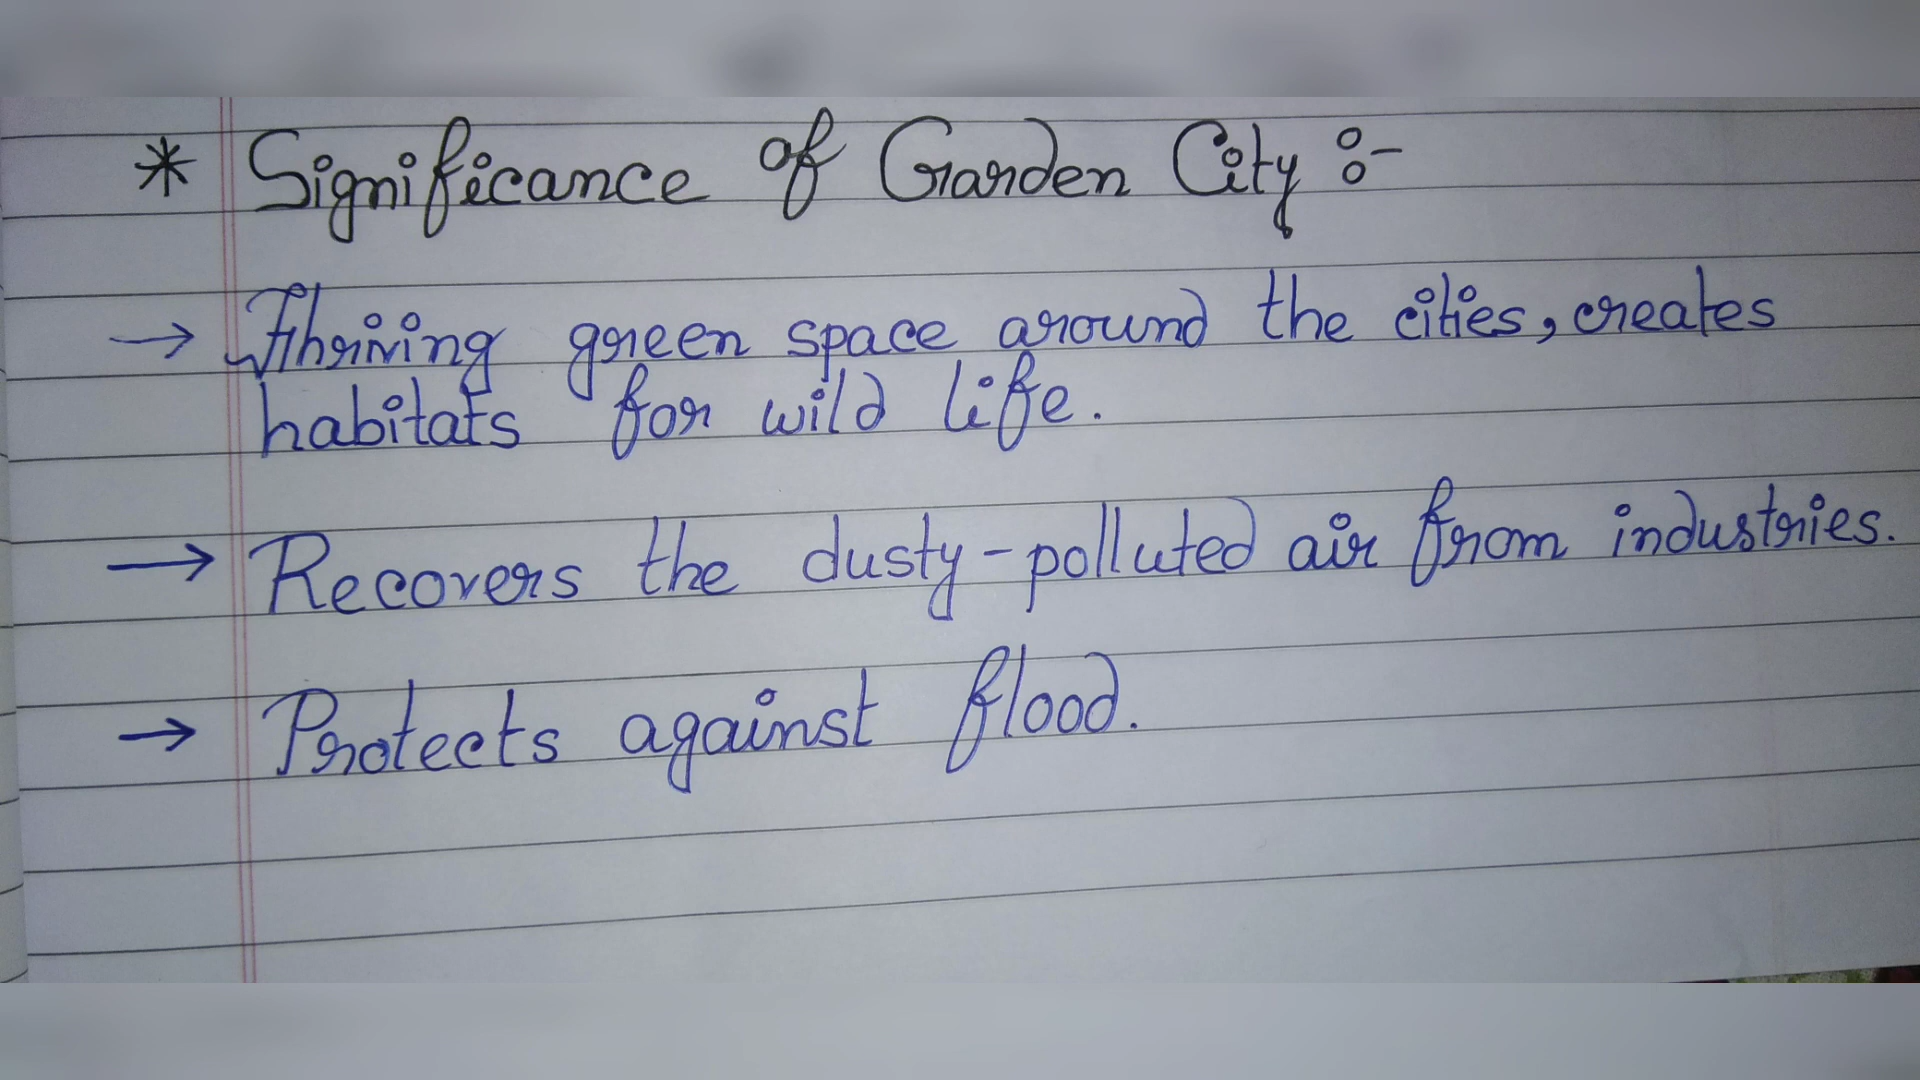 * Significance of Garden City :-
→ Thriving green space around the cities, creates
habitats for wild life.
→ Recovers the dusty-polluted air from industries.
→ Protects against flood.